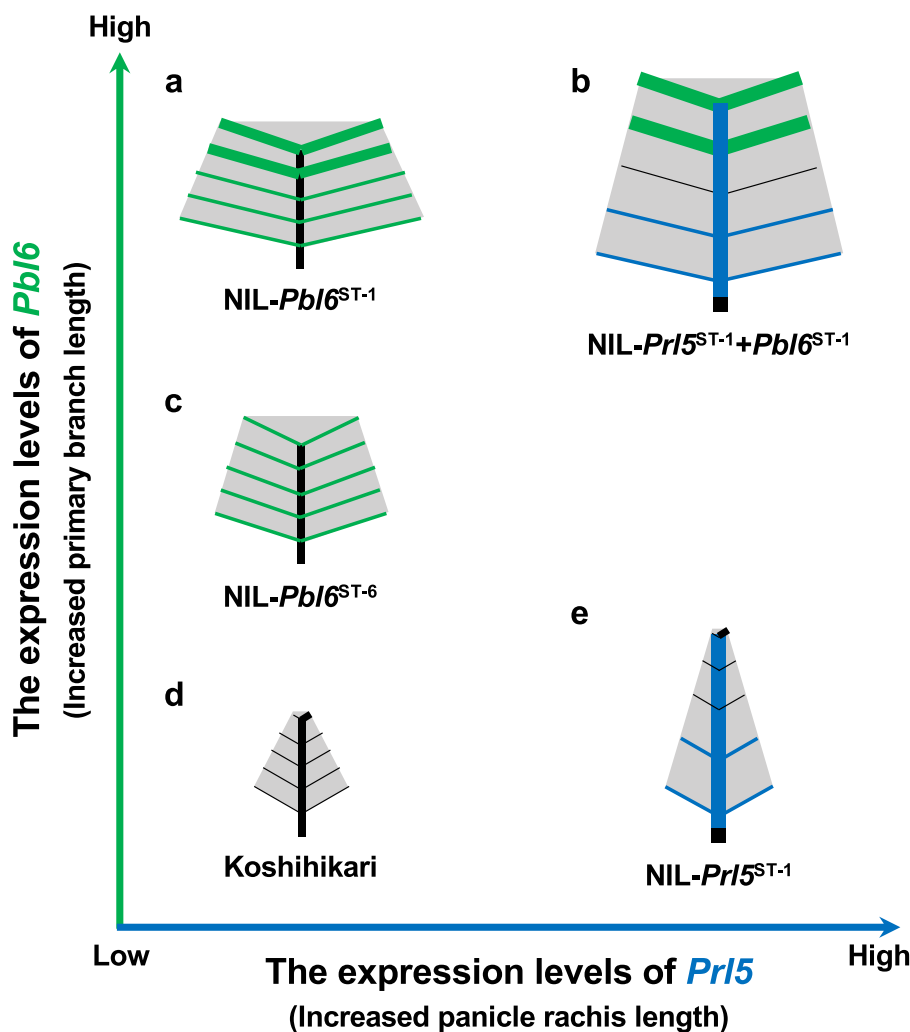 High
The expression levels of Pbl6
(Increased primary branch length)
a
NIL-Pbl6ST-1
b
NIL-Prl5ST-1+Pbl6ST-1
c
NIL-Pbl6ST-6
d
Koshihikari
e
NIL-Prl5ST-1
Low
The expression levels of Prl5
(Increased panicle rachis length)
High